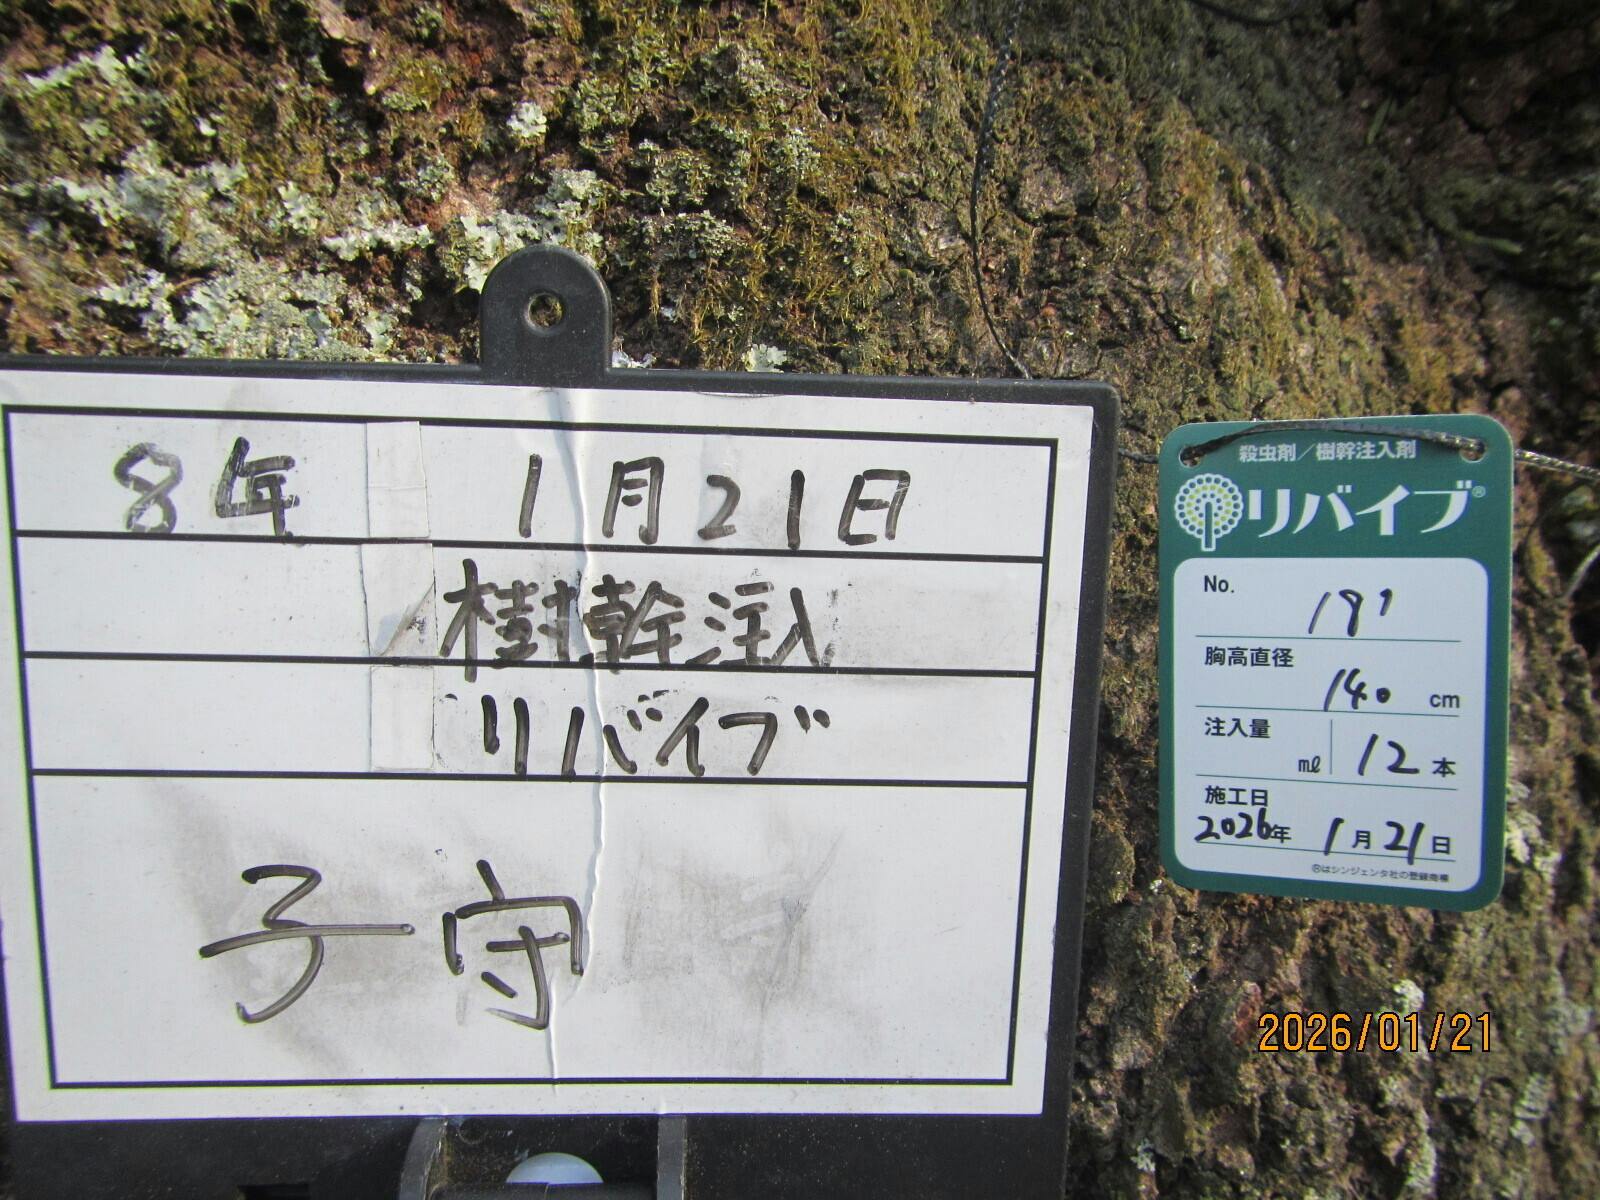 8年 1月21日
樹幹注入
リバイブ
子守
殺虫剤／樹幹注入剤
リバイブ®
No. 191
胸高直径
140 cm
注入量
ml 12本
施工日
2026年 1月21日
®はシンジェンタ社の登録商標
2026/01/21